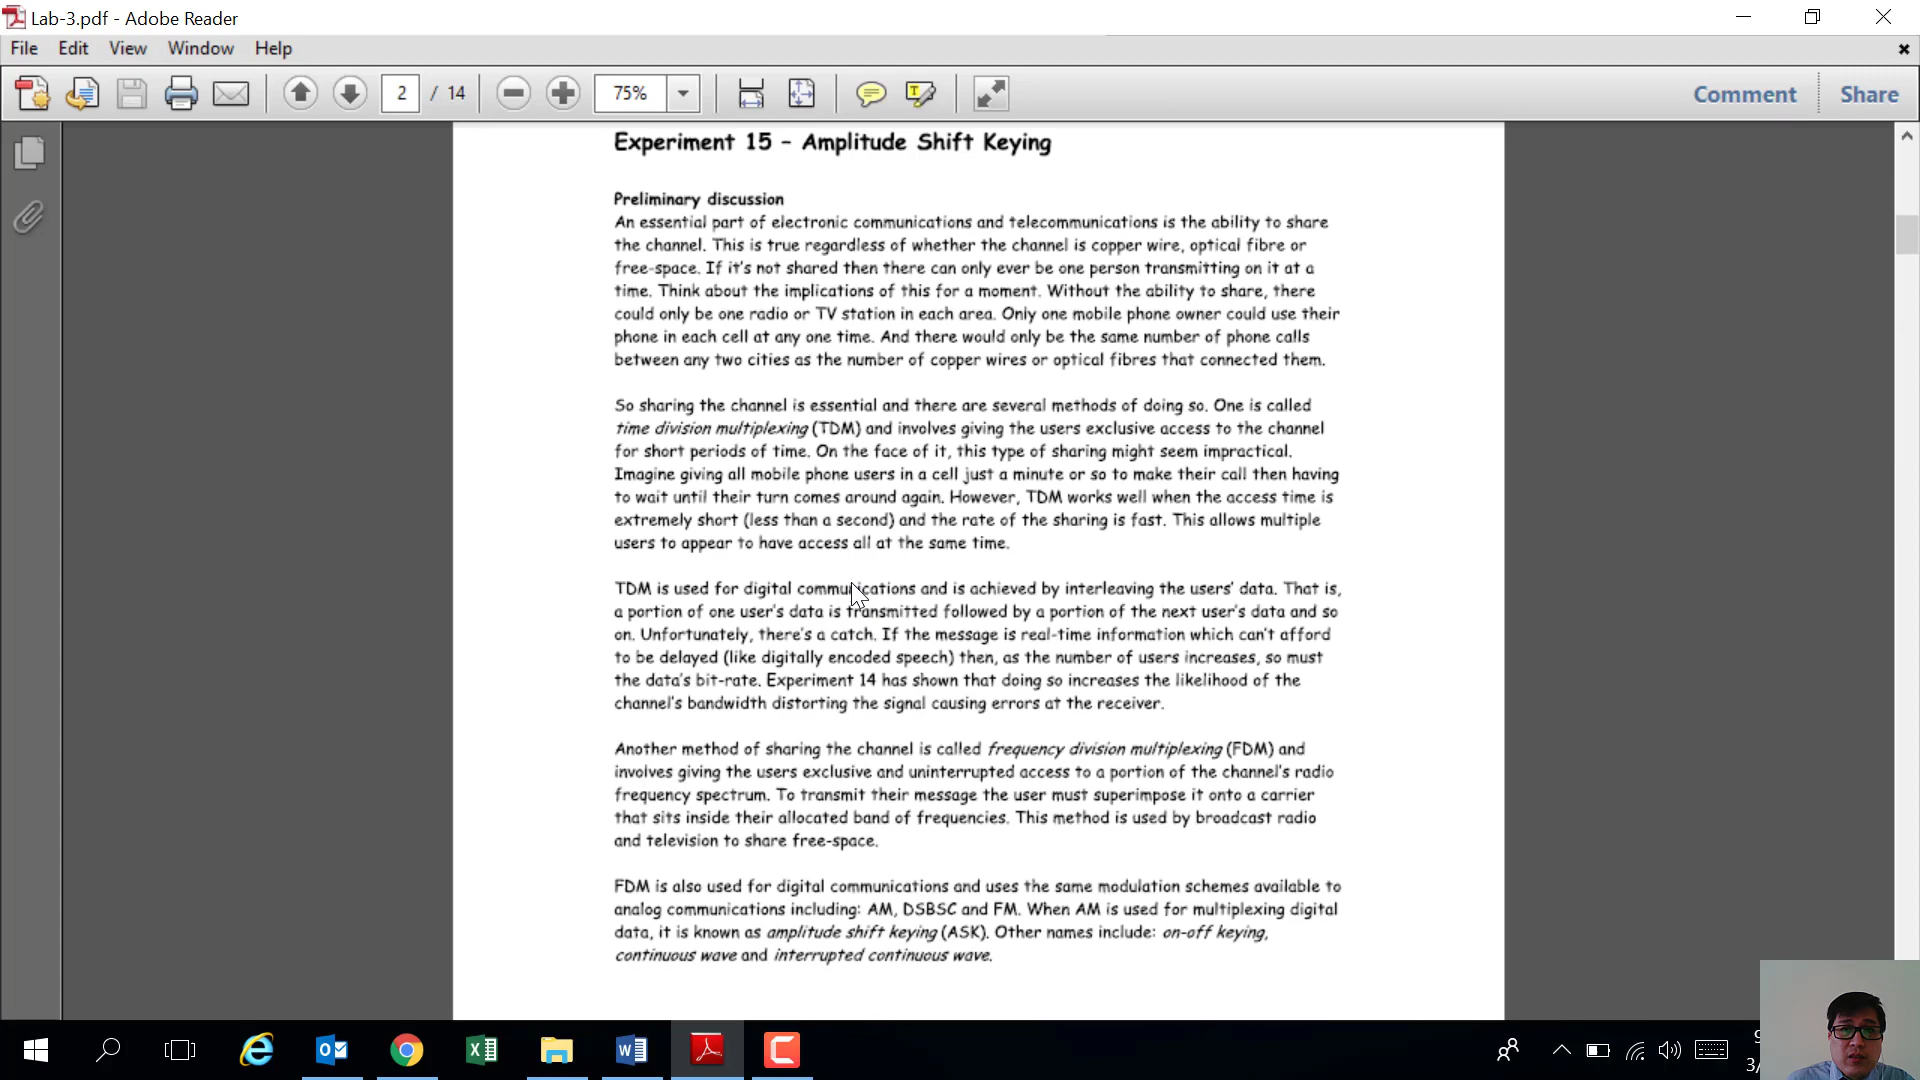 Lab-3.pdf - Adobe Reader
File Edit View Window Help
2 / 14 75% Comment Share
Experiment 15 – Amplitude Shift Keying
Preliminary discussion
An essential part of electronic communications and telecommunications is the ability to share
the channel. This is true regardless of whether the channel is copper wire, optical fibre or
free-space. If it's not shared then there can only ever be one person transmitting on it at a
time. Think about the implications of this for a moment. Without the ability to share, there
could only be one radio or TV station in each area. Only one mobile phone owner could use their
phone in each cell at any one time. And there would only be the same number of phone calls
between any two cities as the number of copper wires or optical fibres that connected them.
So sharing the channel is essential and there are several methods of doing so. One is called
time division multiplexing (TDM) and involves giving the users exclusive access to the channel
for short periods of time. On the face of it, this type of sharing might seem impractical.
Imagine giving all mobile phone users in a cell just a minute or so to make their call then having
to wait until their turn comes around again. However, TDM works well when the access time is
extremely short (less than a second) and the rate of the sharing is fast. This allows multiple
users to appear to have access all at the same time.
TDM is used for digital communications and is achieved by interleaving the users' data. That is,
a portion of one user's data is transmitted followed by a portion of the next user's data and so
on. Unfortunately, there's a catch. If the message is real-time information which can't afford
to be delayed (like digitally encoded speech) then, as the number of users increases, so must
the data's bit-rate. Experiment 14 has shown that doing so increases the likelihood of the
channel's bandwidth distorting the signal causing errors at the receiver.
Another method of sharing the channel is called frequency division multiplexing (FDM) and
involves giving the users exclusive and uninterrupted access to a portion of the channel's radio
frequency spectrum. To transmit their message the user must superimpose it onto a carrier
that sits inside their allocated band of frequencies. This method is used by broadcast radio
and television to share free-space.
FDM is also used for digital communications and uses the same modulation schemes available to
analog communications including: AM, DSBSC and FM. When AM is used for multiplexing digital
data, it is known as amplitude shift keying (ASK). Other names include: on-off keying,
continuous wave and interrupted continuous wave.